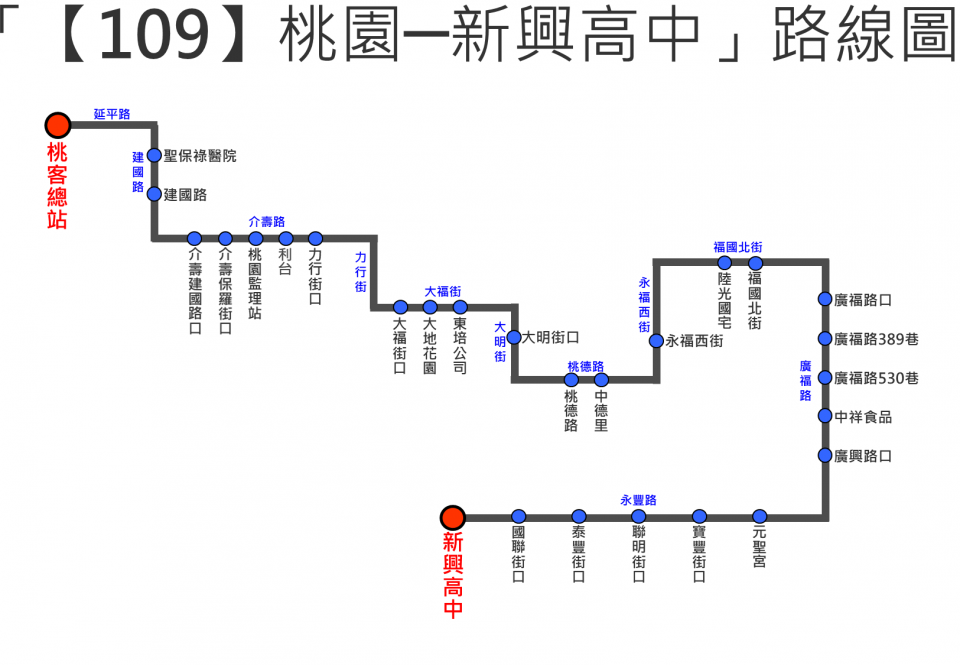 「【109】桃園—新興高中」路線圖
延平路
桃客總站
建國路
聖保祿醫院
建國路
介壽路
介壽建國路口
介壽保羅街口
桃園監理站
利台
力行街口
力行街
大福街
大福街口
大地花園
東培公司
大明街
大明街口
桃德路
桃德路
中德里
永福西街
永福西街
福國北街
陸光國宅
福國北街
廣福路口
廣福路389巷
廣福路530巷
中祥食品
廣興路口
廣福路
永豐路
元聖宮
寶豐街口
聯明街口
泰豐街口
國聯街口
新興高中